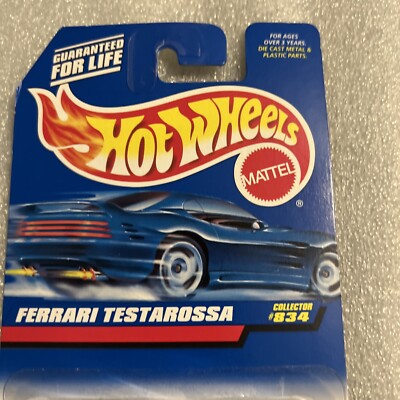 GUARANTEED
FOR LIFE
FOR AGES
OVER 3 YEARS.
DIE CAST METAL &
PLASTIC PARTS.
HOT WHEELS
MATTEL
®
FERRARI TESTAROSSA
COLLECTOR
#834